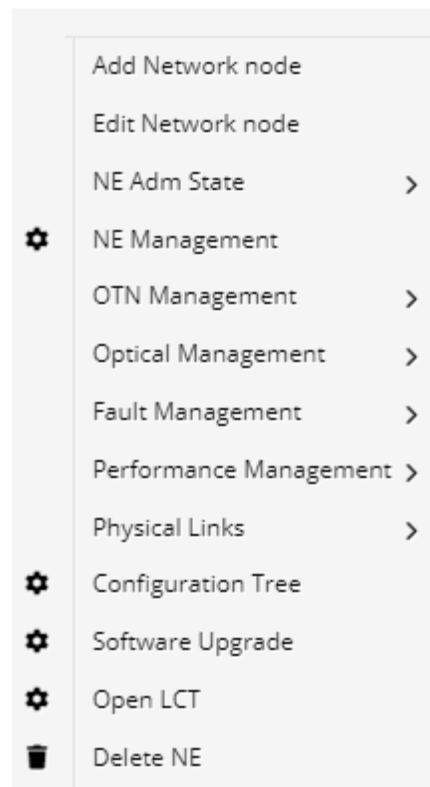 Add Network node
Edit Network node
NE Adm State
NE Management
OTN Management
Optical Management
Fault Management
Performance Management
Physical Links
Configuration Tree
Software Upgrade
Open LCT
Delete NE